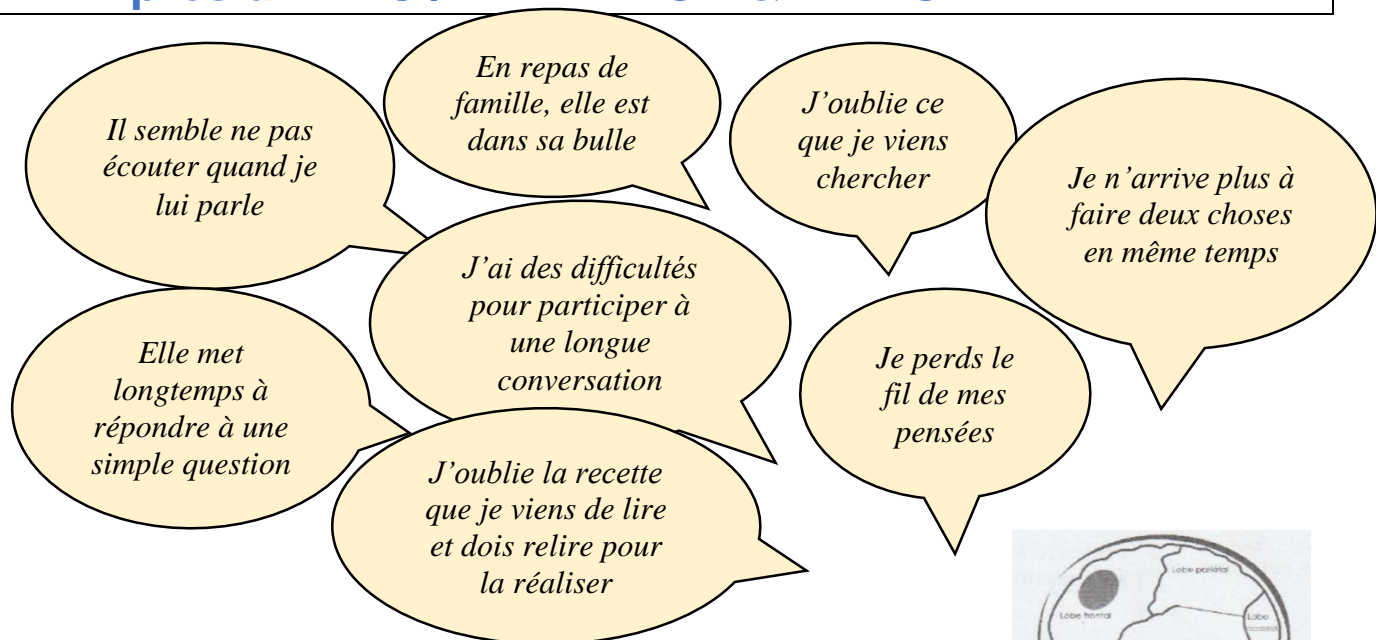 Il semble ne pas
écouter quand je
lui parle
En repas de
famille, elle est
dans sa bulle
J’oublie ce
que je viens
chercher
Je n’arrive plus à
faire deux choses
en même temps
J’ai des difficultés
pour participer à
une longue
conversation
Elle met
longtemps à
répondre à une
simple question
Je perds le
fil de mes
pensées
J’oublie la recette
que je viens de lire
et dois relire pour
la réaliser
Lobe pariétal
Lobe frontal
Lobe